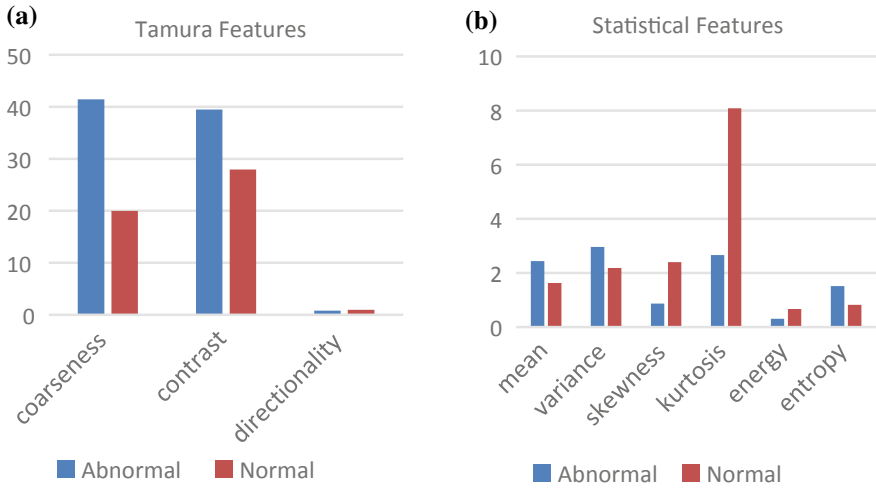 (a)
Tamura Features
50
40
30
20
10
0
coarseness
contrast
directionality
Abnormal Normal
(b)
Statistical Features
10
8
6
4
2
0
mean
variance
skewness
kurtosis
energy
entropy
Abnormal Normal